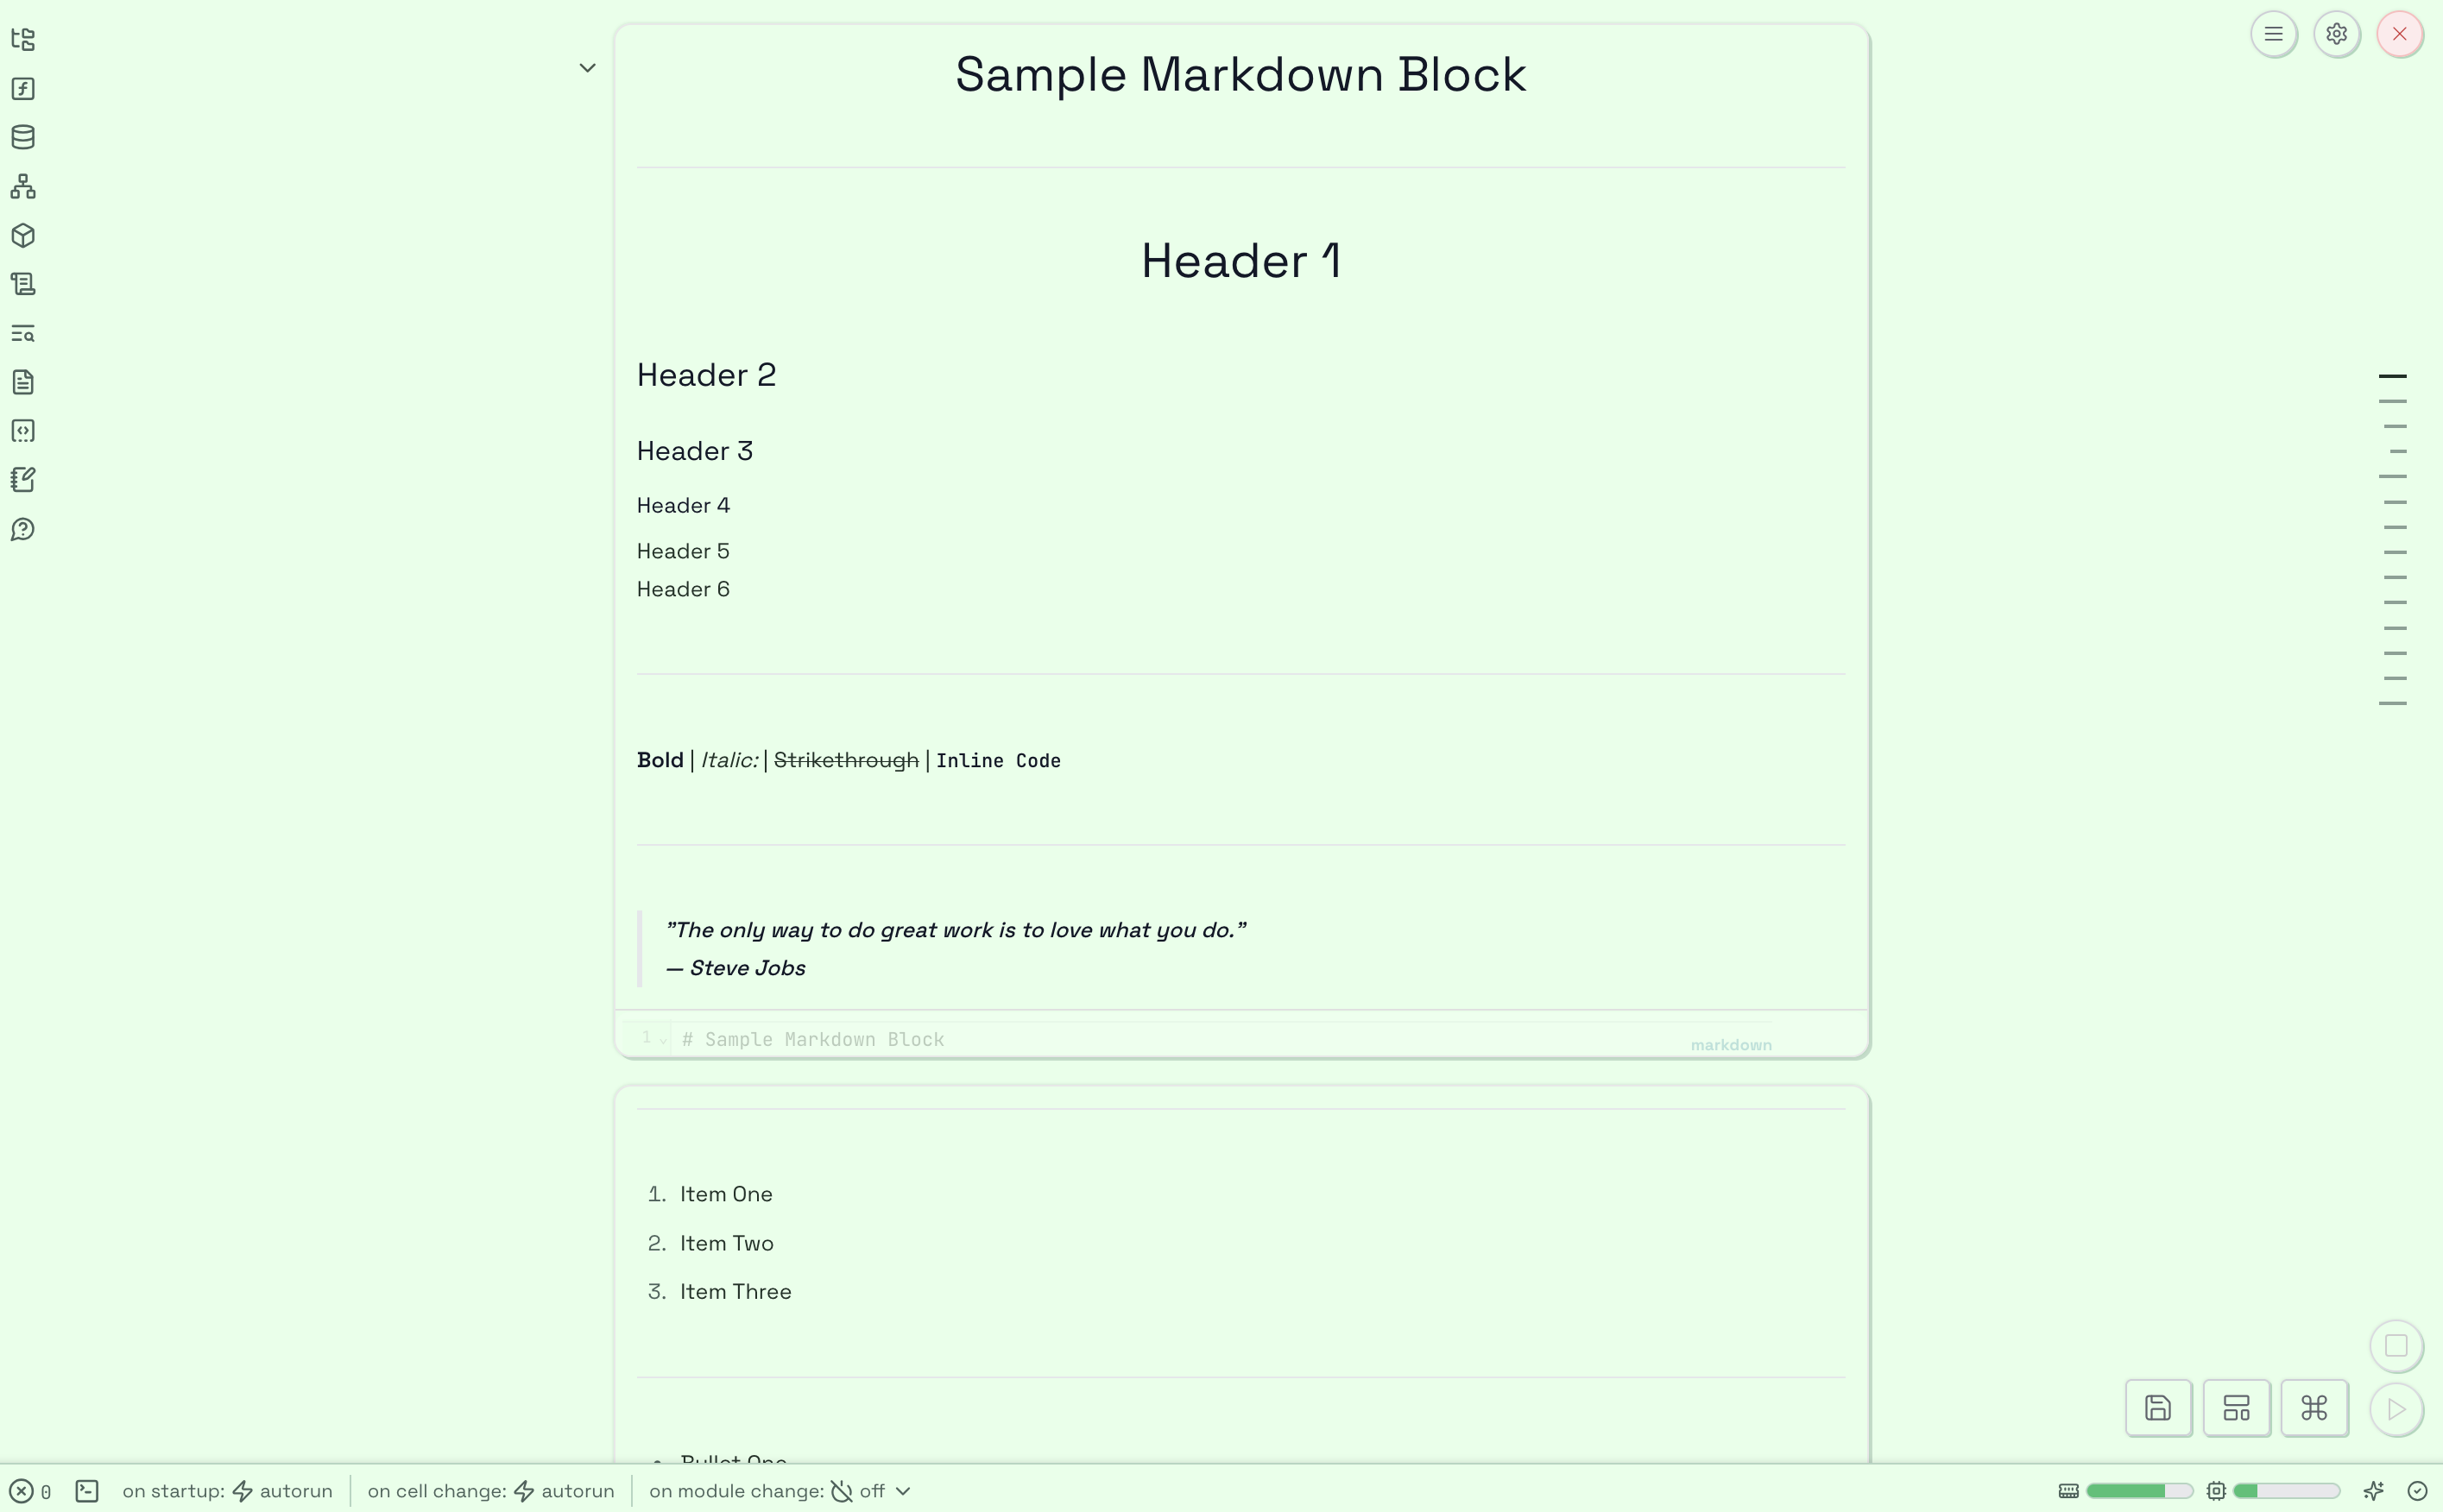 Sample Markdown Block
Header 1
Header 2
Header 3
Header 4
Header 5
Header 6
Bold | Italic: | Strikethrough | Inline Code
”The only way to do great work is to love what you do.”
— Steve Jobs
1 # Sample Markdown Block
markdown
1. Item One
2. Item Two
3. Item Three
• Bullet One
0 on startup: autorun on cell change: autorun on module change: off